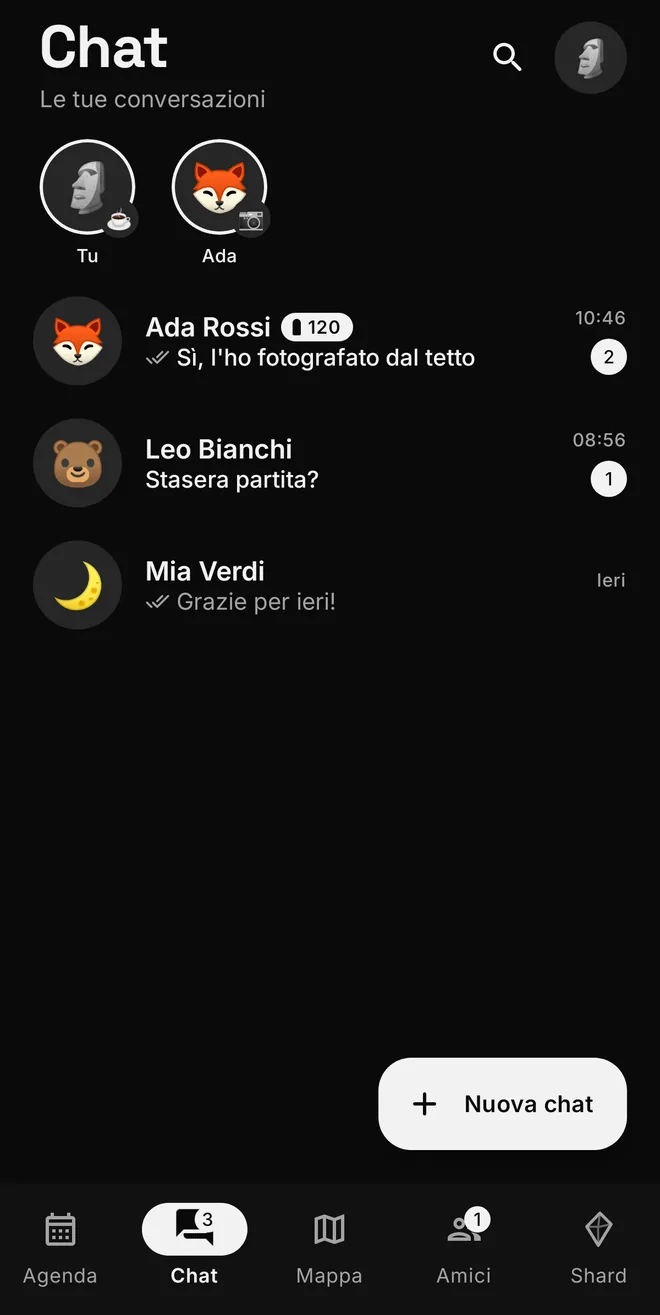 Chat
Le tue conversazioni
Tu
Ada
Ada Rossi 120
10:46
Sì, l'ho fotografato dal tetto
2
Leo Bianchi
08:56
Stasera partita?
1
Mia Verdi
Ieri
Grazie per ieri!
Nuova chat
3
1
Agenda
Chat
Mappa
Amici
Shard